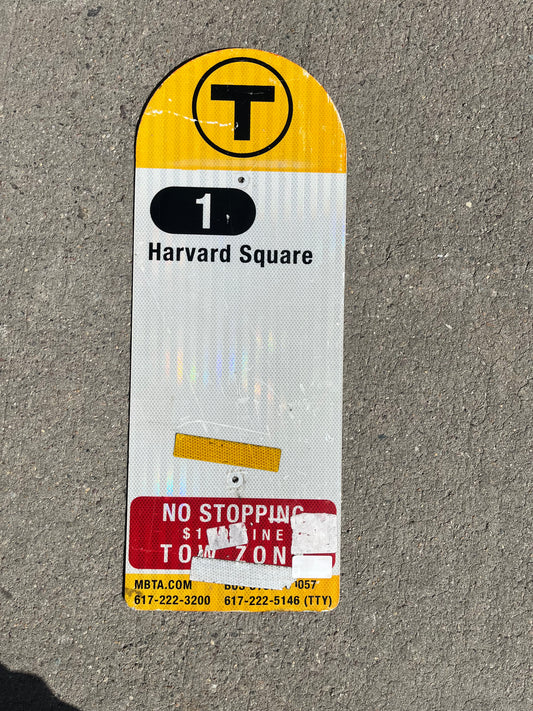 T
1
Harvard Square
NO STOPPING
TOW ZONE
MBTA.COM
617-222-3200 617-222-5146 (TTY)